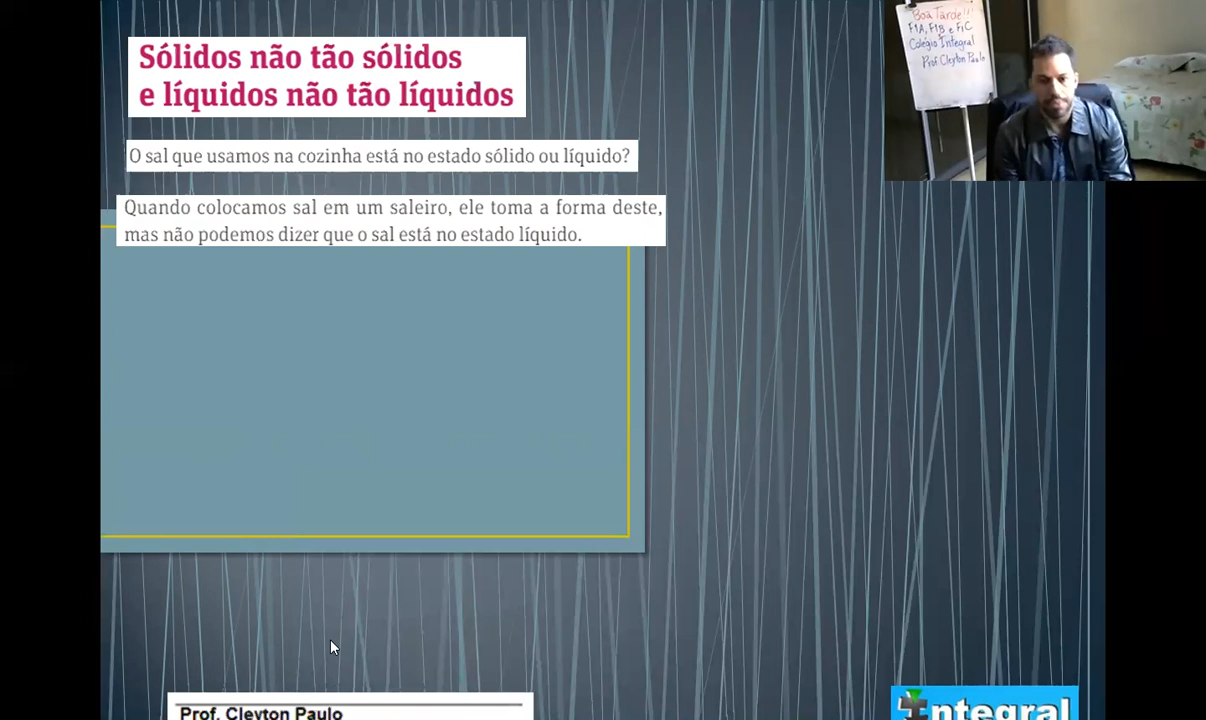 Sólidos não tão sólidos
e líquidos não tão líquidos
O sal que usamos na cozinha está no estado sólido ou líquido?
Quando colocamos sal em um saleiro, ele toma a forma deste,
mas não podemos dizer que o sal está no estado líquido.
Boa Tarde!!!
F1A, F1B e F1C
Colégio Integral
Prof. Cleyton Paulo
Prof. Cleyton Paulo
Integral